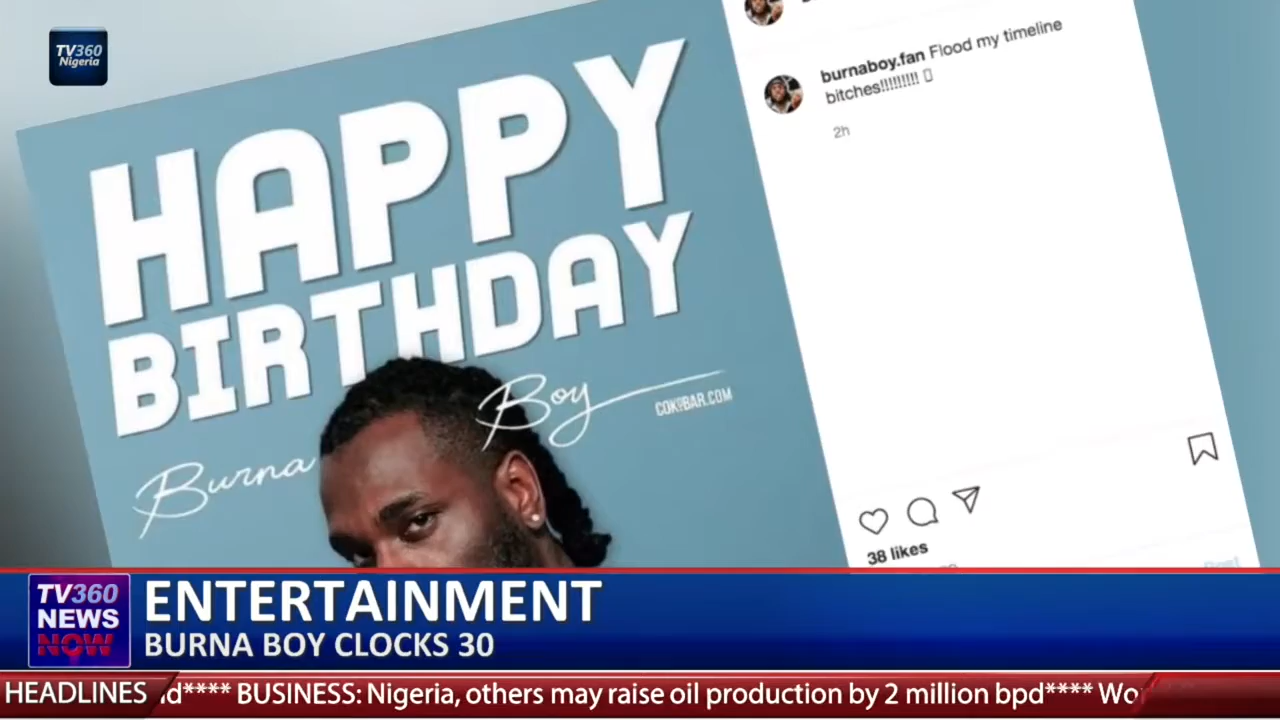 TV360
Nigeria
HAPPY
BIRTHDAY
Burna Boy
COKOBAR.COM
burnaboy.fan Flood my timeline
bitches!!!!!!!!!
2h
38 likes
TV360
NEWS
NOW
ENTERTAINMENT
BURNA BOY CLOCKS 30
HEADLINES
d**** BUSINESS: Nigeria, others may raise oil production by 2 million bpd**** Wo